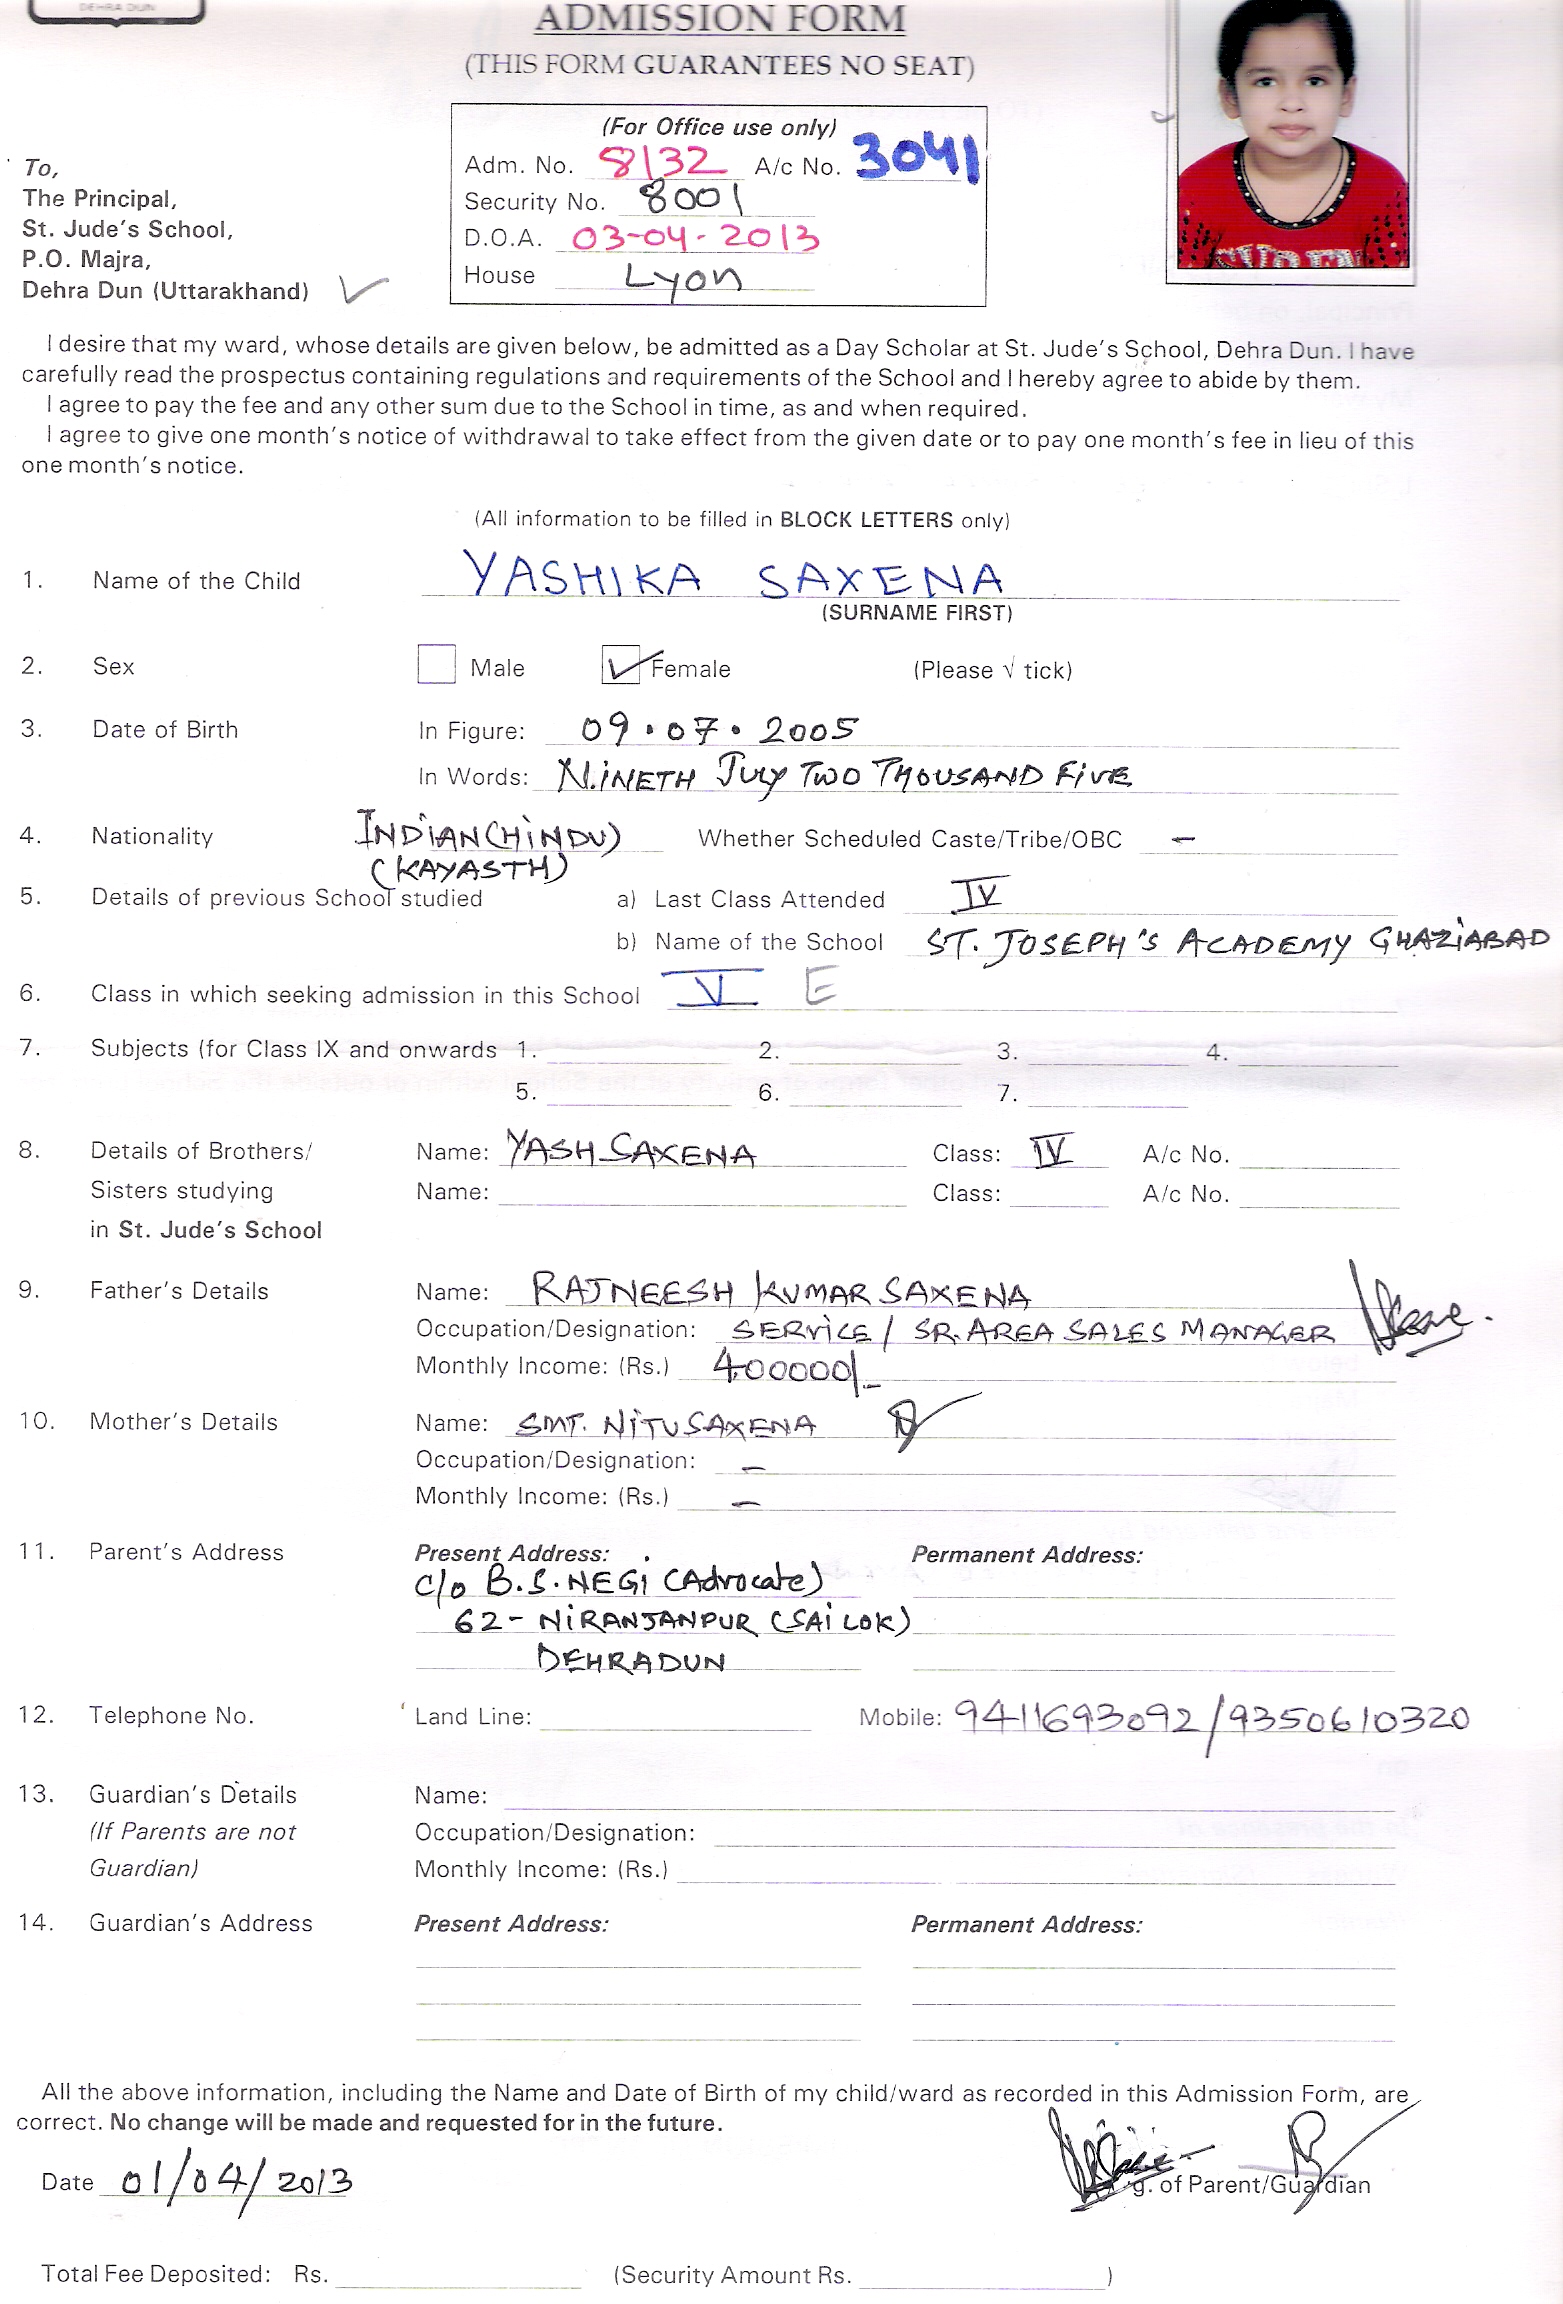 DEHRA DUN
ADMISSION FORM
(THIS FORM GUARANTEES NO SEAT)
(For Office use only)
Adm. No. 8132 A/c No. 3041
Security No. 8001
D.O.A. 03-04-2013
House Lyon
To,
The Principal,
St. Jude's School,
P.O. Majra,
Dehra Dun (Uttarakhand)
I desire that my ward, whose details are given below, be admitted as a Day Scholar at St. Jude's School, Dehra Dun. I have
carefully read the prospectus containing regulations and requirements of the School and I hereby agree to abide by them.
I agree to pay the fee and any other sum due to the School in time, as and when required.
I agree to give one month's notice of withdrawal to take effect from the given date or to pay one month's fee in lieu of this
one month's notice.
(All information to be filled in BLOCK LETTERS only)
1. Name of the Child YASHIKA SAXENA
(SURNAME FIRST)
2. Sex Male ✓ Female (Please √ tick)
3. Date of Birth In Figure: 09.07.2005
In Words: NINETH JULY TWO THOUSAND FIVE
4. Nationality INDIAN (HINDU) Whether Scheduled Caste/Tribe/OBC -
(KAYASTH)
5. Details of previous School studied a) Last Class Attended IV
b) Name of the School ST. JOSEPH'S ACADEMY GHAZIABAD
6. Class in which seeking admission in this School V E
7. Subjects (for Class IX and onwards 1. 2. 3. 4.
5. 6. 7.
8. Details of Brothers/ Name: YASH SAXENA Class: IV A/c No.
Sisters studying Name: Class: A/c No.
in St. Jude's School
9. Father's Details Name: RAJNEESH KUMAR SAXENA
Occupation/Designation: SERVICE / SR. AREA SALES MANAGER
Monthly Income: (Rs.) 400000/-
10. Mother's Details Name: SMT. NITU SAXENA
Occupation/Designation: -
Monthly Income: (Rs.) -
11. Parent's Address Present Address: Permanent Address:
C/o B.S. NEGI (Advocate)
62- NIRANJANPUR (SAI LOK)
DEHRADUN
12. Telephone No. Land Line: Mobile: 9411693092/9350610320
13. Guardian's Details Name:
(If Parents are not Occupation/Designation:
Guardian) Monthly Income: (Rs.)
14. Guardian's Address Present Address: Permanent Address:
All the above information, including the Name and Date of Birth of my child/ward as recorded in this Admission Form, are
correct. No change will be made and requested for in the future.
Date 01/04/2013 g. of Parent/Guardian
Total Fee Deposited: Rs. (Security Amount Rs. )